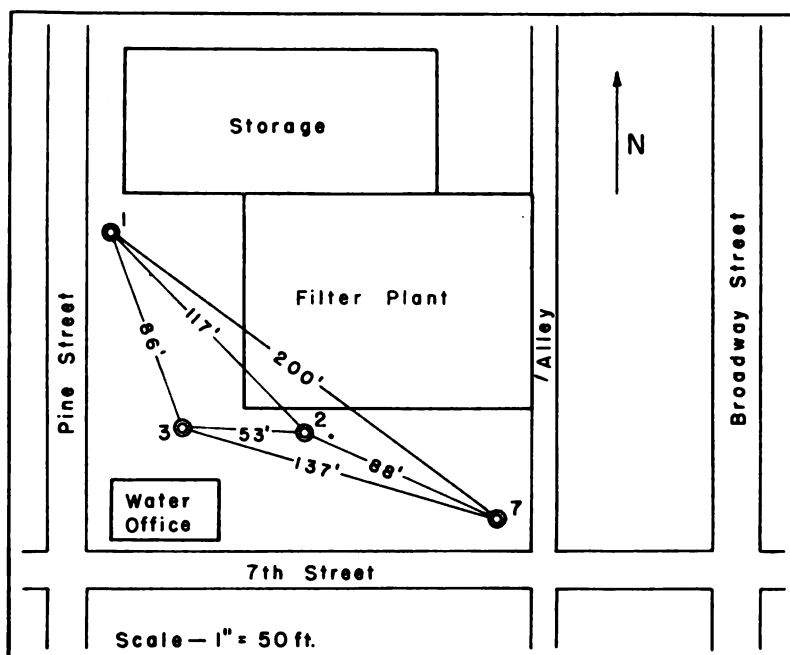 Storage
N
1
Filter Plant
Pine Street
Alley
Broadway Street
86'
117'
200'
3
53'
2
137'
88'
7
Water
Office
7th Street
Scale — 1" = 50 ft.